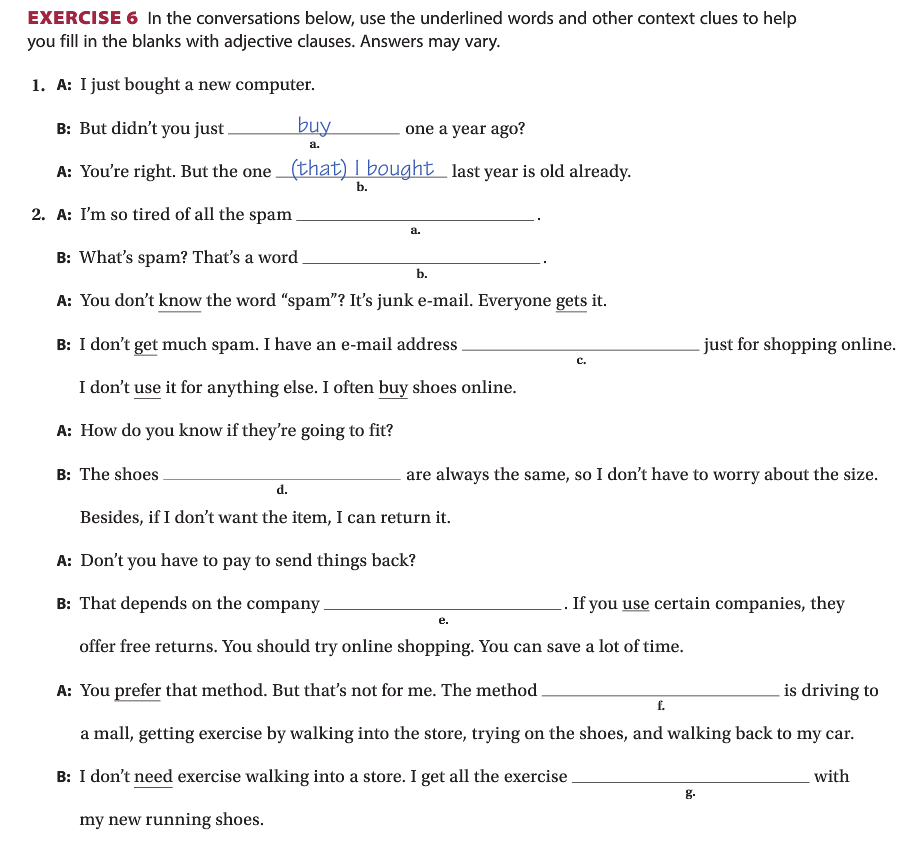 EXERCISE 6 In the conversations below, use the underlined words and other context clues to help
you fill in the blanks with adjective clauses. Answers may vary.
1. A: I just bought a new computer.
B: But didn't you just buy one a year ago?
a.
A: You're right. But the one (that) I bought last year is old already.
b.
2. A: I'm so tired of all the spam ____________________ .
a.
B: What's spam? That's a word ____________________ .
b.
A: You don't know the word “spam”? It's junk e-mail. Everyone gets it.
B: I don't get much spam. I have an e-mail address ____________________ just for shopping online.
c.
I don't use it for anything else. I often buy shoes online.
A: How do you know if they're going to fit?
B: The shoes ____________________ are always the same, so I don't have to worry about the size.
d.
Besides, if I don't want the item, I can return it.
A: Don't you have to pay to send things back?
B: That depends on the company ____________________ . If you use certain companies, they
e.
offer free returns. You should try online shopping. You can save a lot of time.
A: You prefer that method. But that's not for me. The method ____________________ is driving to
f.
a mall, getting exercise by walking into the store, trying on the shoes, and walking back to my car.
B: I don't need exercise walking into a store. I get all the exercise ____________________ with
g.
my new running shoes.